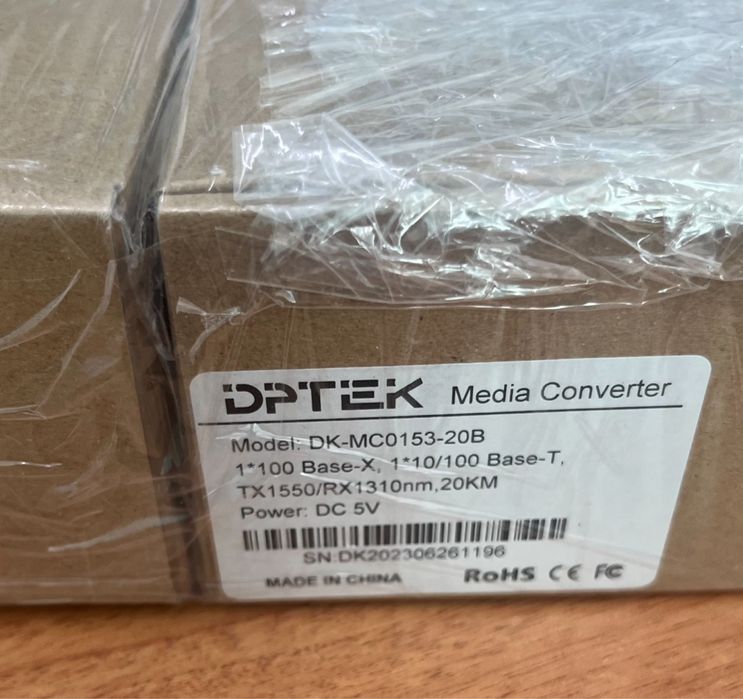 DPTEK Media Converter
Model: DK-MC0153-20B
1*100 Base-X, 1*10/100 Base-T,
TX1550/RX1310nm,20KM
Power: DC 5V
SN:DK202306261196
MADE IN CHINA RoHS CE FC